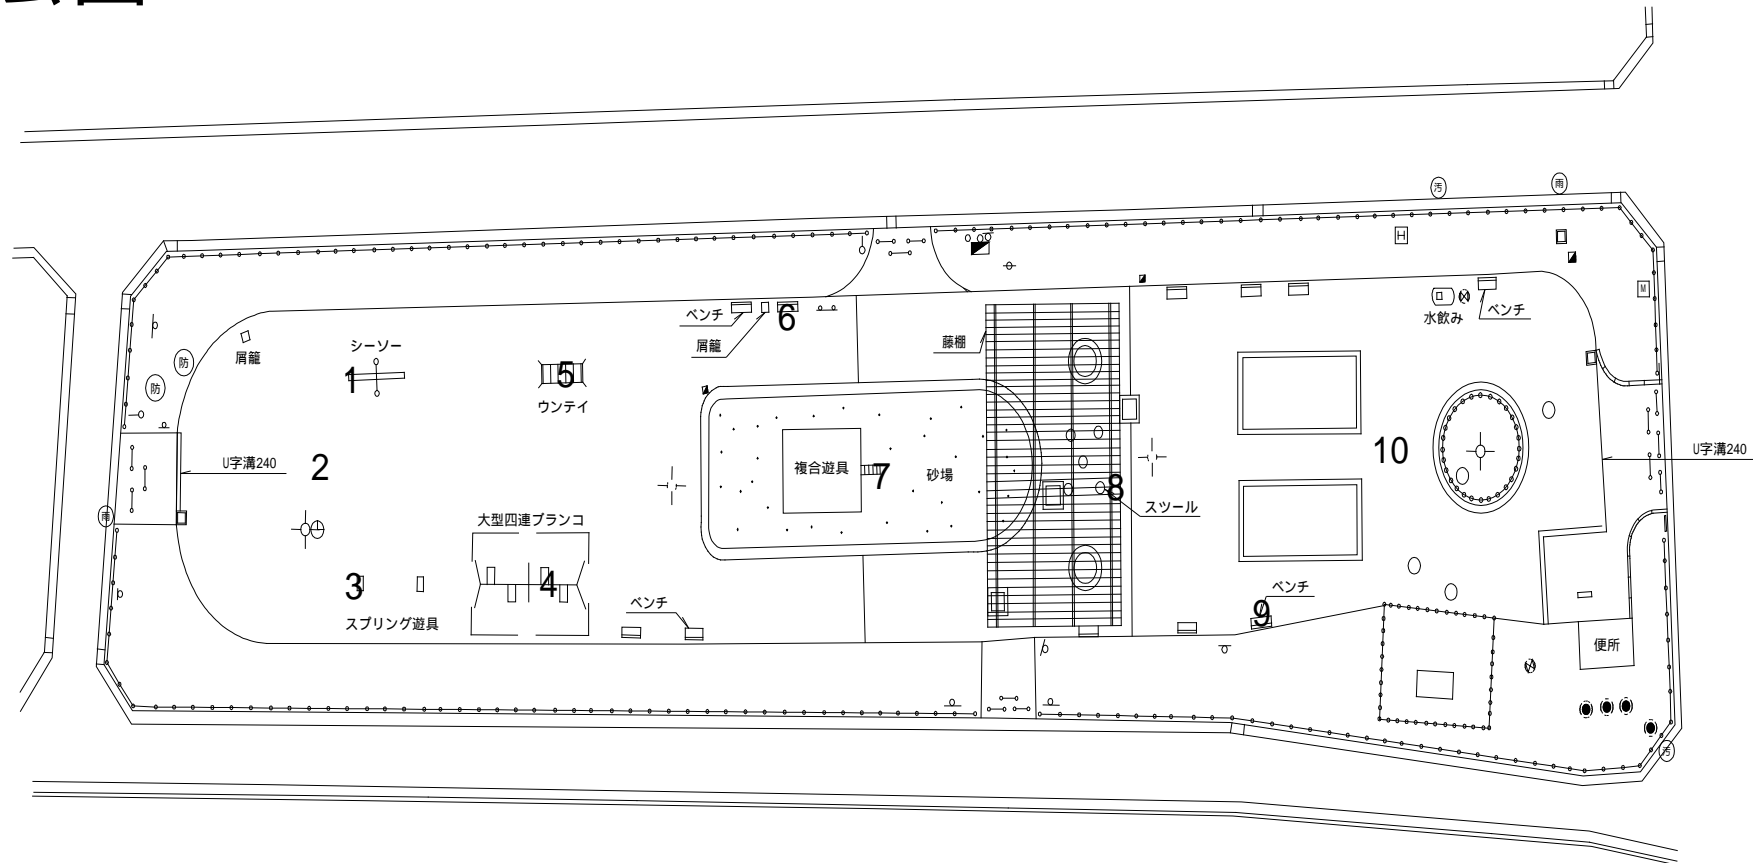 汚
雨
H
M
ベンチ
6
屑籠
水飲み
ベンチ
屑籠
シーソー
1
5
ウンテイ
藤棚
防
防
U字溝240
2
複合遊具
7
砂場
8
スツール
10
U字溝240
雨
大型四連ブランコ
3
4
スプリング遊具
ベンチ
ベンチ
9
便所
汚